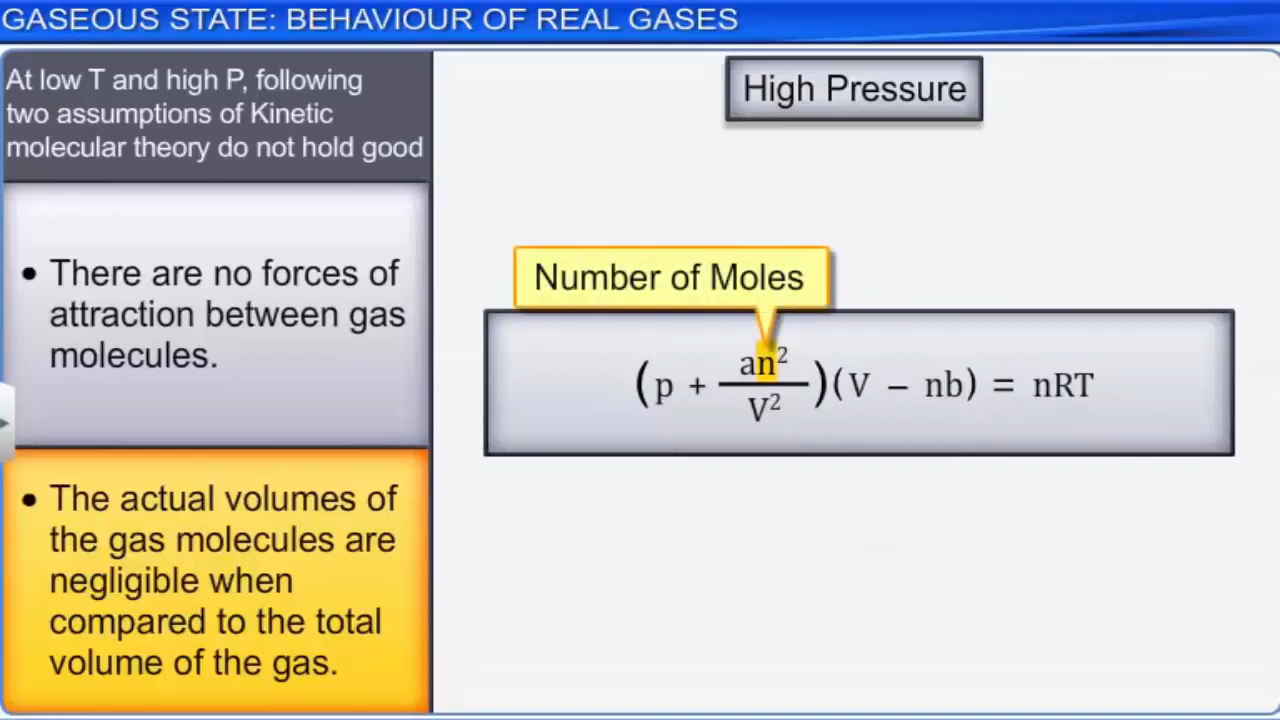 GASEOUS STATE: BEHAVIOUR OF REAL GASES
At low T and high P, following
two assumptions of Kinetic
molecular theory do not hold good
• There are no forces of
attraction between gas
molecules.
• The actual volumes of
the gas molecules are
negligible when
compared to the total
volume of the gas.
High Pressure
Number of Moles
(p + an²/V²)(V − nb) = nRT